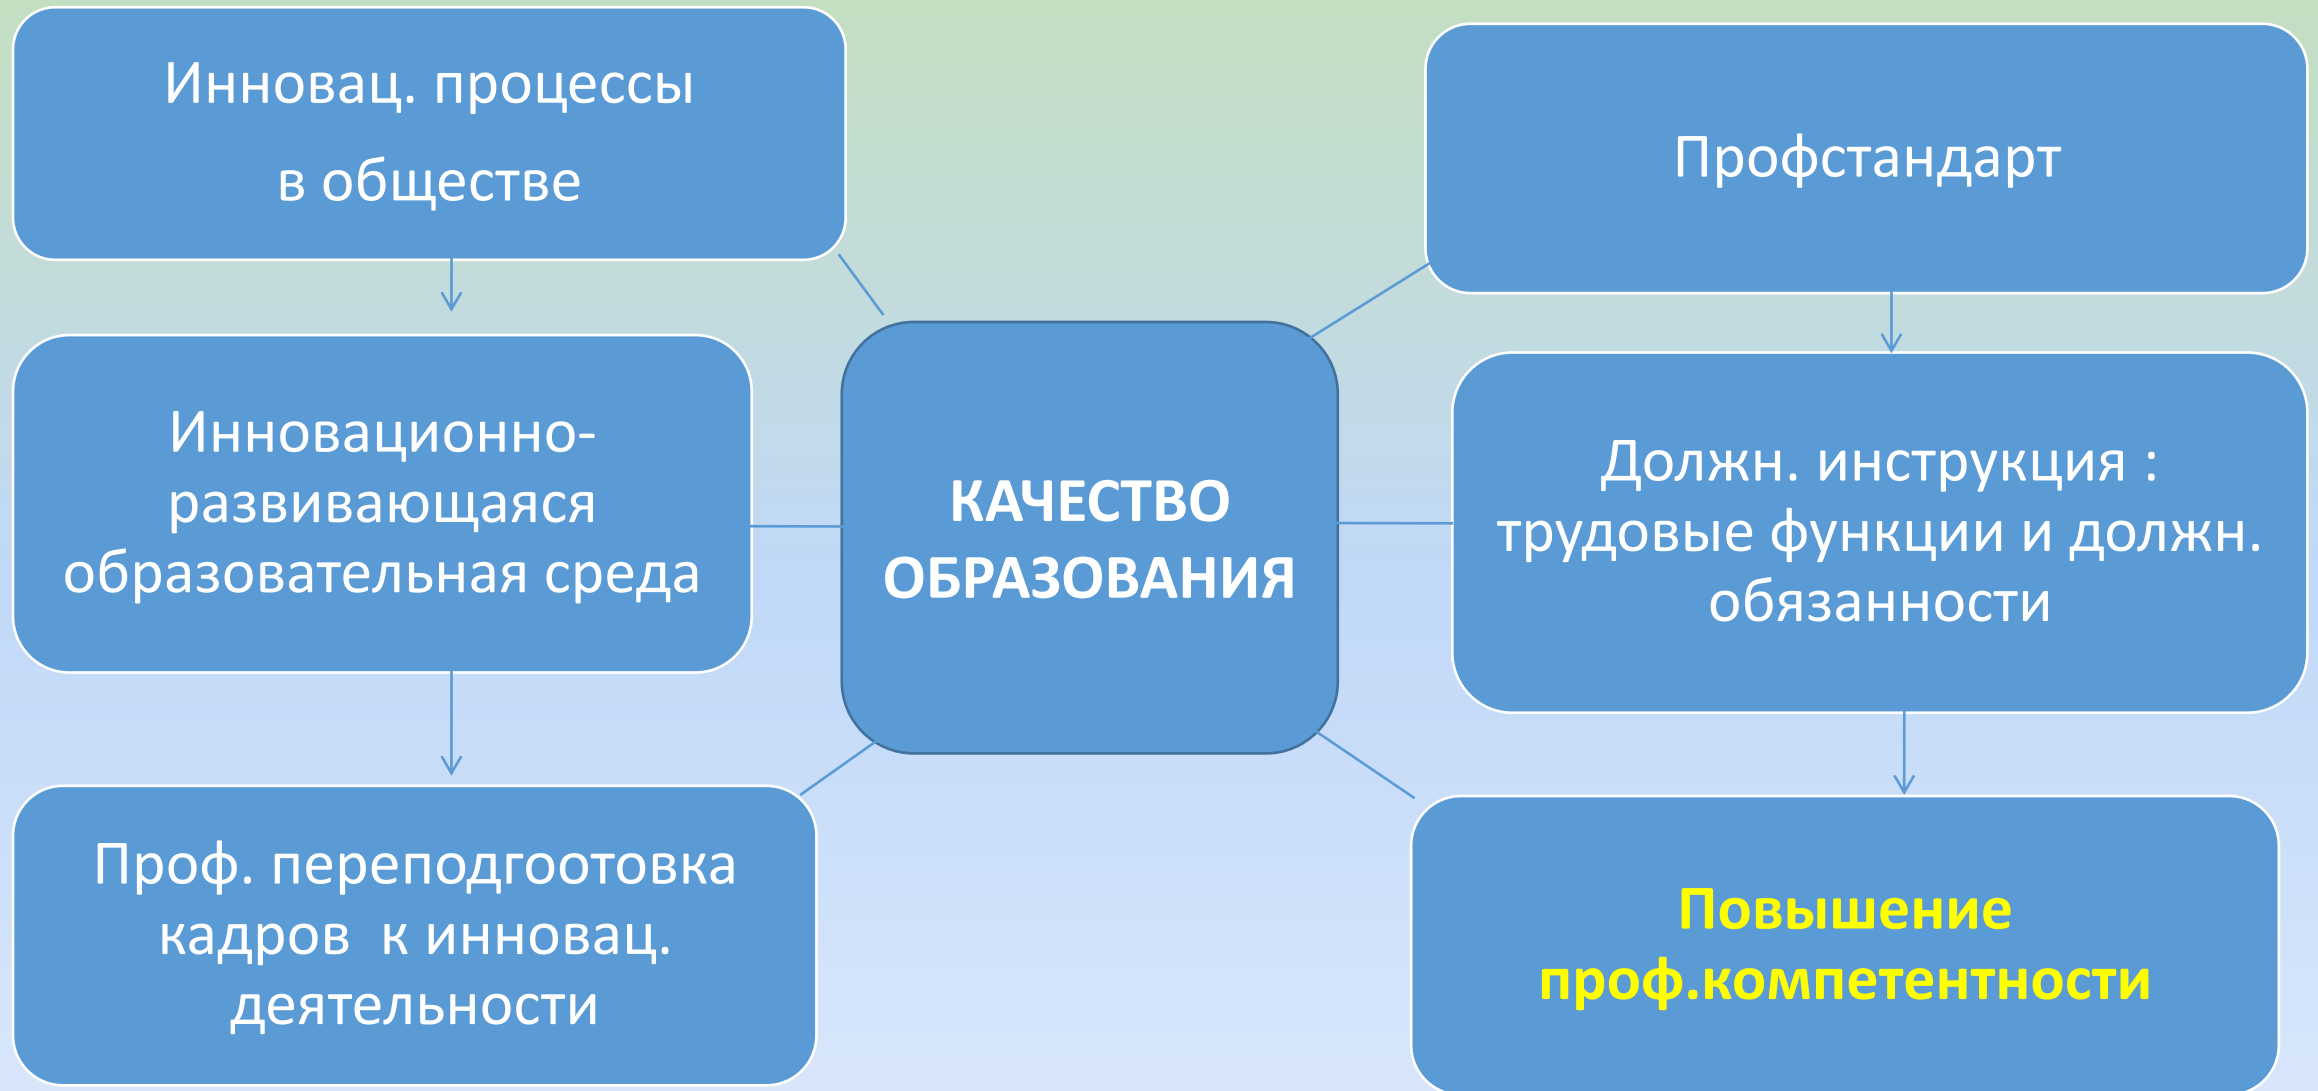 Инновац. процессы
в обществе
Инновационно-
развивающаяся
образовательная среда
Проф. переподгоотовка
кадров к инновац.
деятельности
КАЧЕСТВО
ОБРАЗОВАНИЯ
Профстандарт
Должн. инструкция :
трудовые функции и должн.
обязанности
Повышение
проф.компетентности